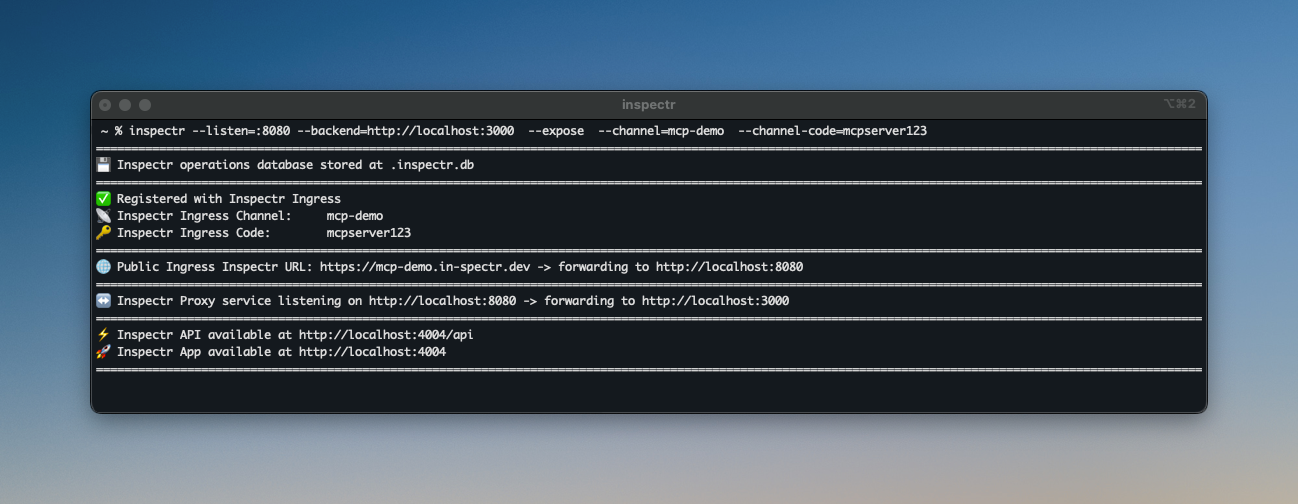 inspectr
⌥⌘2
~ % inspectr --listen=:8080 --backend=http://localhost:3000  --expose  --channel=mcp-demo  --channel-code=mcpserver123
💾 Inspectr operations database stored at .inspectr.db
✅ Registered with Inspectr Ingress
📡 Inspectr Ingress Channel:     mcp-demo
🔑 Inspectr Ingress Code:        mcpserver123
🌐 Public Ingress Inspectr URL: https://mcp-demo.in-spectr.dev -> forwarding to http://localhost:8080
↔️ Inspectr Proxy service listening on http://localhost:8080 -> forwarding to http://localhost:3000
⚡ Inspectr API available at http://localhost:4004/api
🚀 Inspectr App available at http://localhost:4004